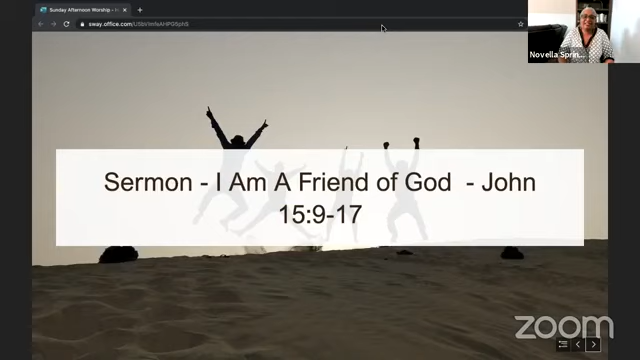 Sunday Afternoon Worship - H
sway.office.com/
Novella Sprin...
Sermon - I Am A Friend of God - John
15:9-17
zoom